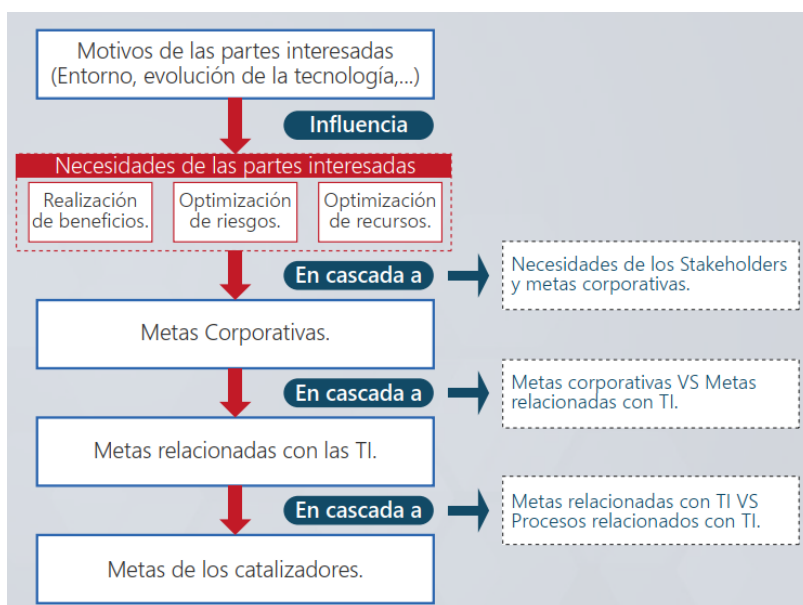 Motivos de las partes interesadas
(Entorno, evolución de la tecnología,...)
Influencia
Necesidades de las partes interesadas
Realización
de beneficios.
Optimización
de riesgos.
Optimización
de recursos.
En cascada a
Necesidades de los Stakeholders
y metas corporativas.
Metas Corporativas.
En cascada a
Metas corporativas VS Metas
relacionadas con TI.
Metas relacionadas con las TI.
En cascada a
Metas relacionadas con TI VS
Procesos relacionados con TI.
Metas de los catalizadores.